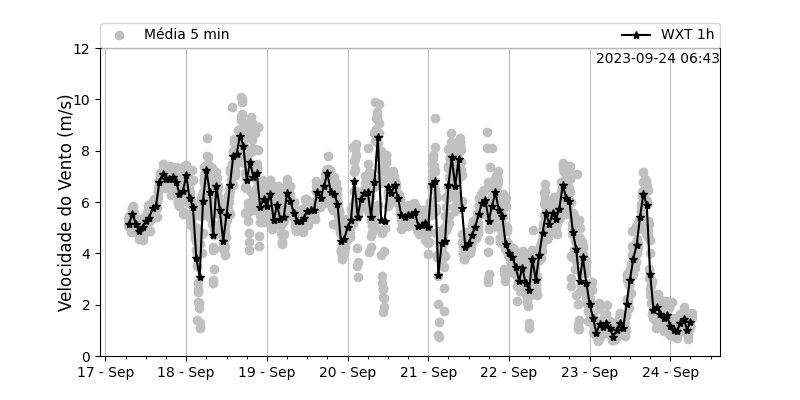 Média 5 min
WXT 1h
2023-09-24 06:43
Velocidade do Vento (m/s)
12
10
8
6
4
2
0
17 - Sep
18 - Sep
19 - Sep
20 - Sep
21 - Sep
22 - Sep
23 - Sep
24 - Sep